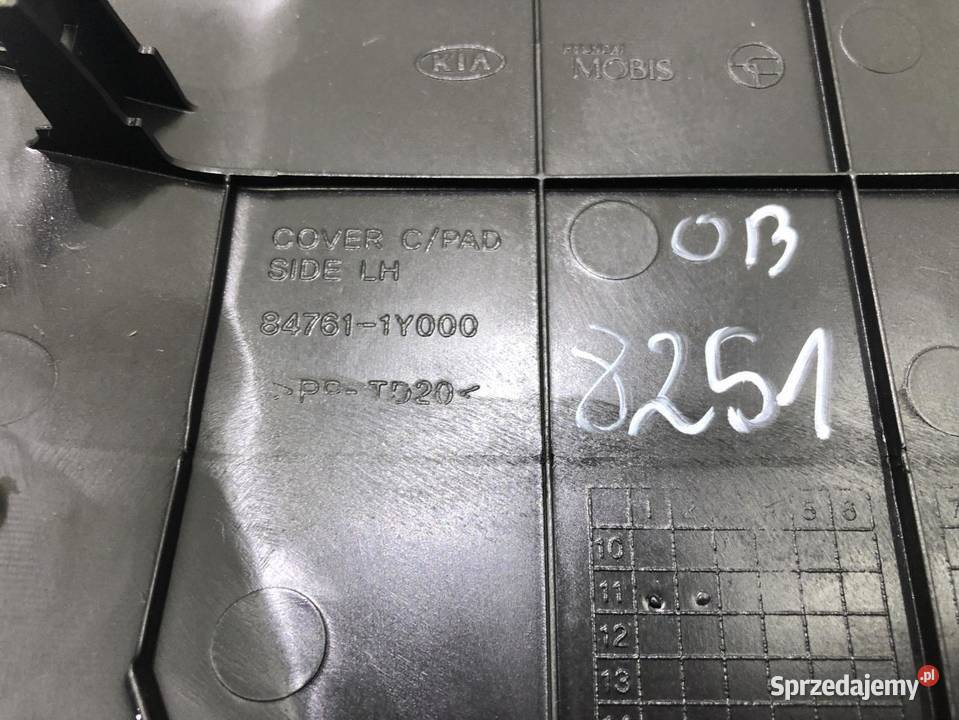 KIA
MOBIS
OB
COVER C/PAD
SIDE LH
84761-1Y000
8251
>PP-TD20<
1 2 5 6
10
11
12
13
Sprzedajemy.pl